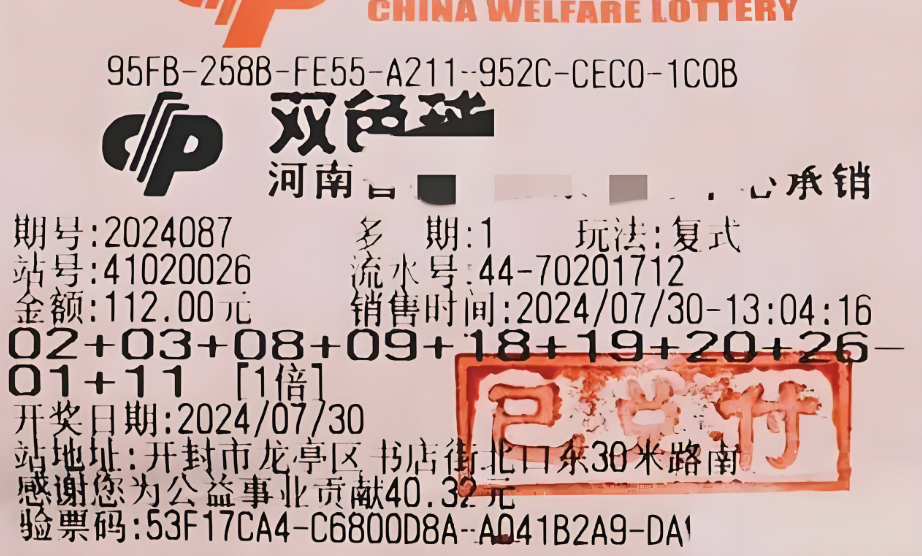 CHINA WELFARE LOTTERY
95FB-258B-FE55-A211-952C-CEC0-1C0B
双色球
河南省 中心承销
期号:2024087 多 期:1 玩法:复式
站号:41020026 流水号:44-70201712
金额:112.00元 销售时间:2024/07/30-13:04:16
02+03+08+09+18+19+20+26-
01+11 [1倍]
开奖日期:2024/07/30
站地址:开封市龙亭区书店街北口东30米路南
感谢您为公益事业贡献40.32元
验票码:53F17CA4-C6800D8A-A041B2A9-DA
已兑付